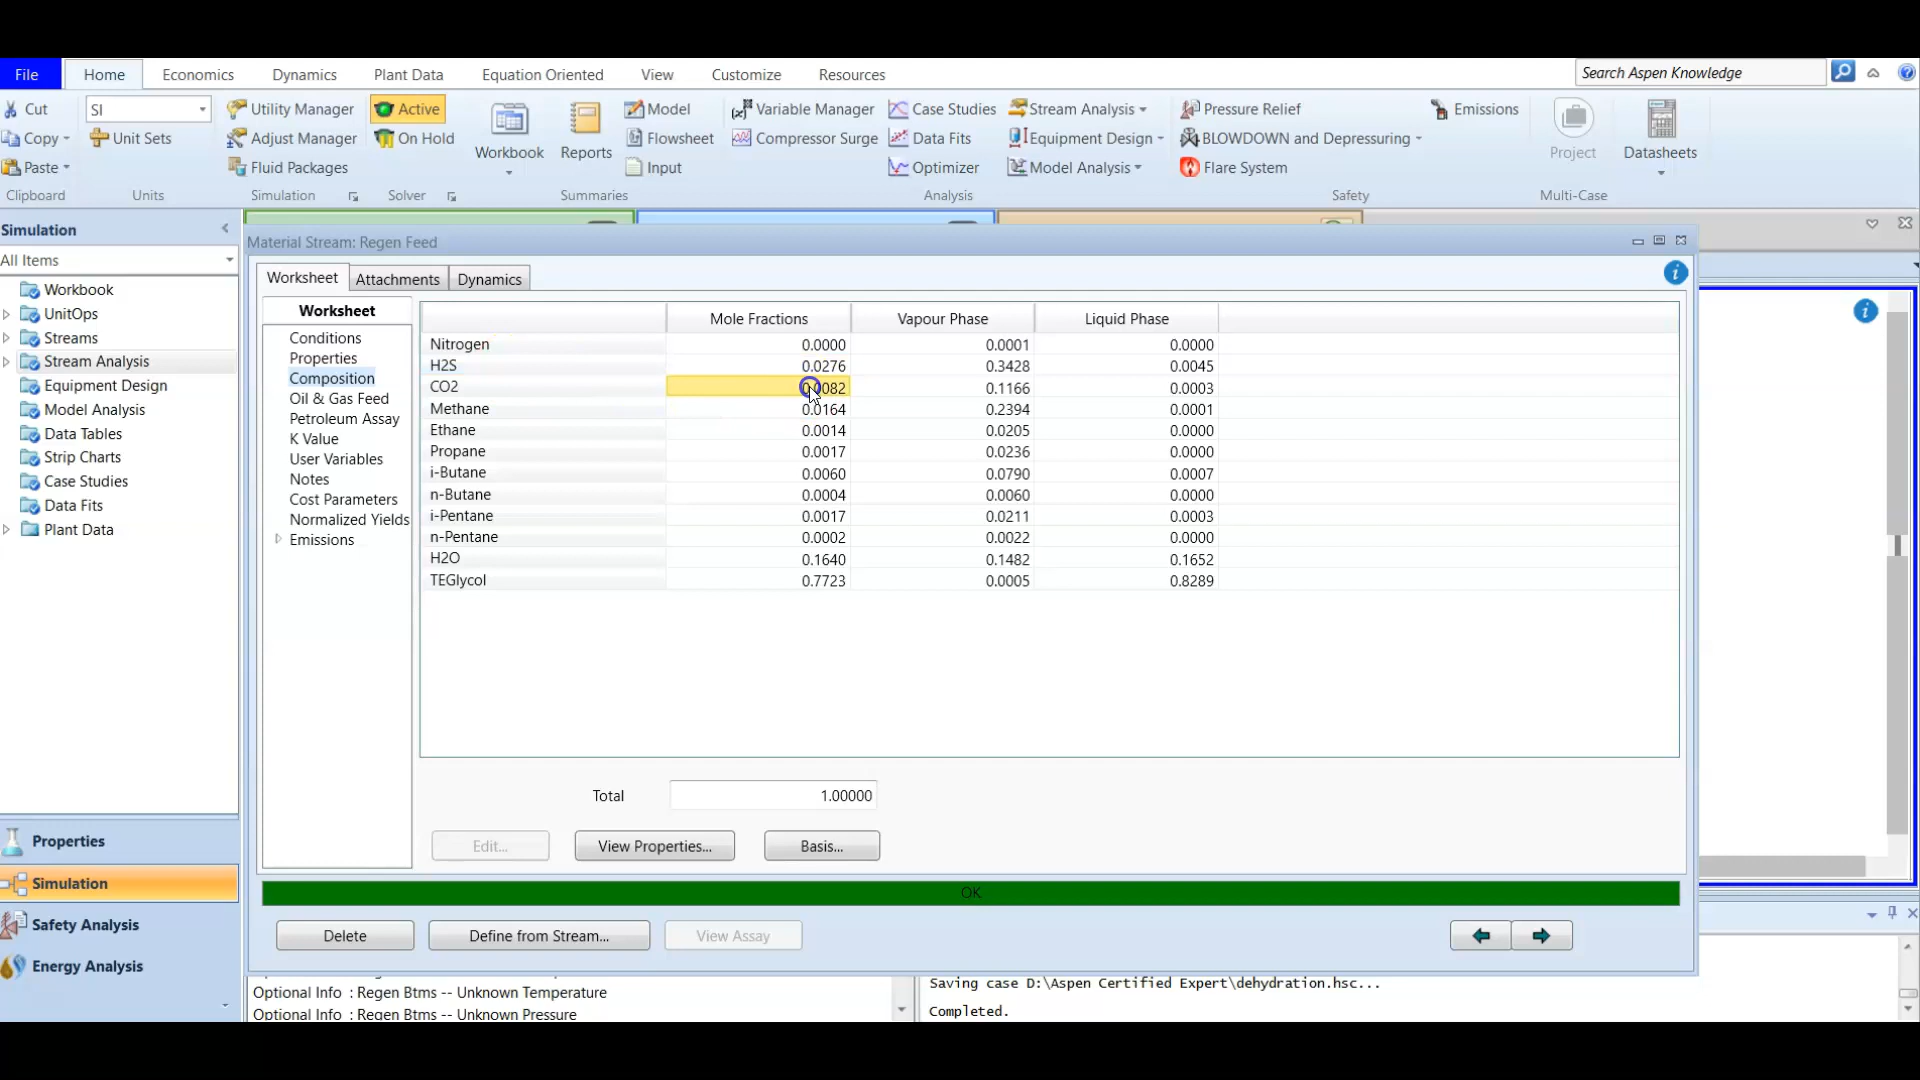 File Home Economics Dynamics Plant Data Equation Oriented View Customize Resources Search Aspen Knowledge
Cut SI Utility Manager Active Model Variable Manager Case Studies Stream Analysis Pressure Relief Emissions
Copy Unit Sets Adjust Manager On Hold Workbook Reports Flowsheet Compressor Surge Data Fits Equipment Design BLOWDOWN and Depressuring Project Datasheets
Paste Fluid Packages Input Optimizer Model Analysis Flare System
Clipboard Units Simulation Solver Summaries Analysis Safety Multi-Case
Simulation
All Items
Workbook
UnitOps
Streams
Stream Analysis
Equipment Design
Model Analysis
Data Tables
Strip Charts
Case Studies
Data Fits
Plant Data
Properties
Simulation
Safety Analysis
Energy Analysis
Material Stream: Regen Feed
Worksheet Attachments Dynamics
Worksheet
Conditions
Properties
Composition
Oil & Gas Feed
Petroleum Assay
K Value
User Variables
Notes
Cost Parameters
Normalized Yields
Emissions
Mole Fractions Vapour Phase Liquid Phase
Nitrogen 0.0000 0.0001 0.0000
H2S 0.0276 0.3428 0.0045
CO2 0.0082 0.1166 0.0003
Methane 0.0164 0.2394 0.0001
Ethane 0.0014 0.0205 0.0000
Propane 0.0017 0.0236 0.0000
i-Butane 0.0060 0.0790 0.0007
n-Butane 0.0004 0.0060 0.0000
i-Pentane 0.0017 0.0211 0.0003
n-Pentane 0.0002 0.0022 0.0000
H2O 0.1640 0.1482 0.1652
TEGlycol 0.7723 0.0005 0.8289
Total 1.00000
Edit... View Properties... Basis...
OK
Delete Define from Stream... View Assay
Optional Info : Regen Btms -- Unknown Temperature
Optional Info : Regen Btms -- Unknown Pressure
Saving case D:\Aspen Certified Expert\dehydration.hsc...
Completed.